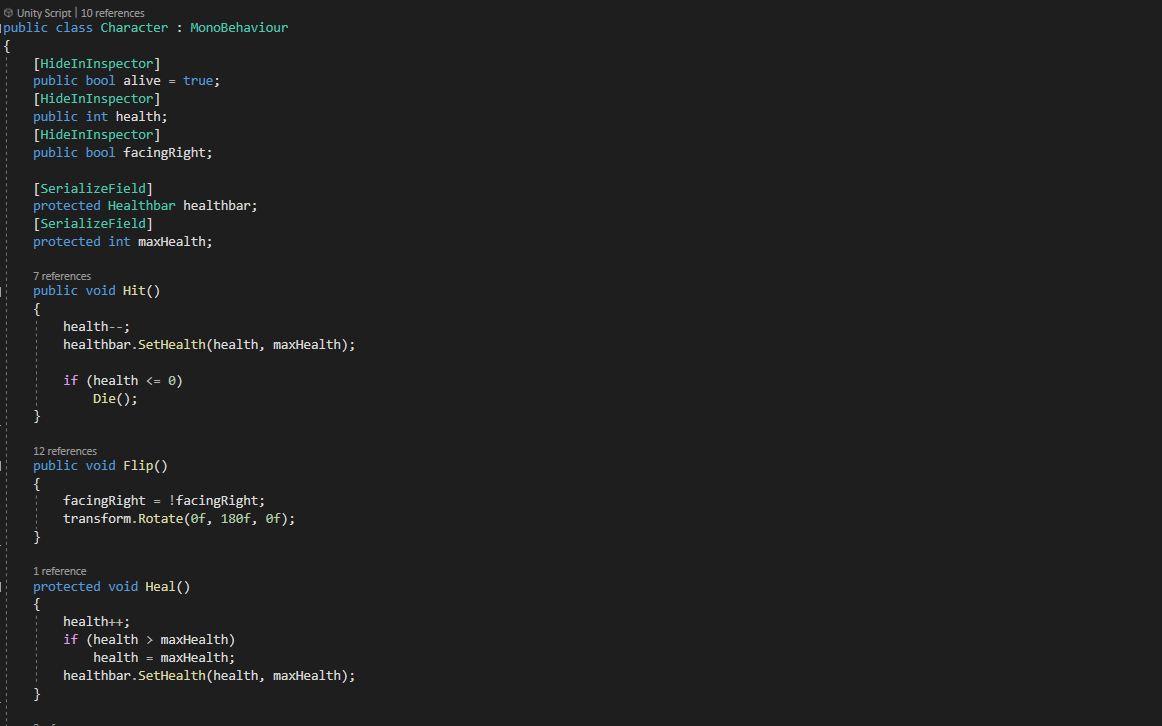 Unity Script | 10 references
public class Character : MonoBehaviour
{
[HideInInspector]
public bool alive = true;
[HideInInspector]
public int health;
[HideInInspector]
public bool facingRight;
[SerializeField]
protected Healthbar healthbar;
[SerializeField]
protected int maxHealth;
7 references
public void Hit()
{
health--;
healthbar.SetHealth(health, maxHealth);
if (health <= 0)
Die();
}
12 references
public void Flip()
{
facingRight = !facingRight;
transform.Rotate(0f, 180f, 0f);
}
1 reference
protected void Heal()
{
health++;
if (health > maxHealth)
health = maxHealth;
healthbar.SetHealth(health, maxHealth);
}